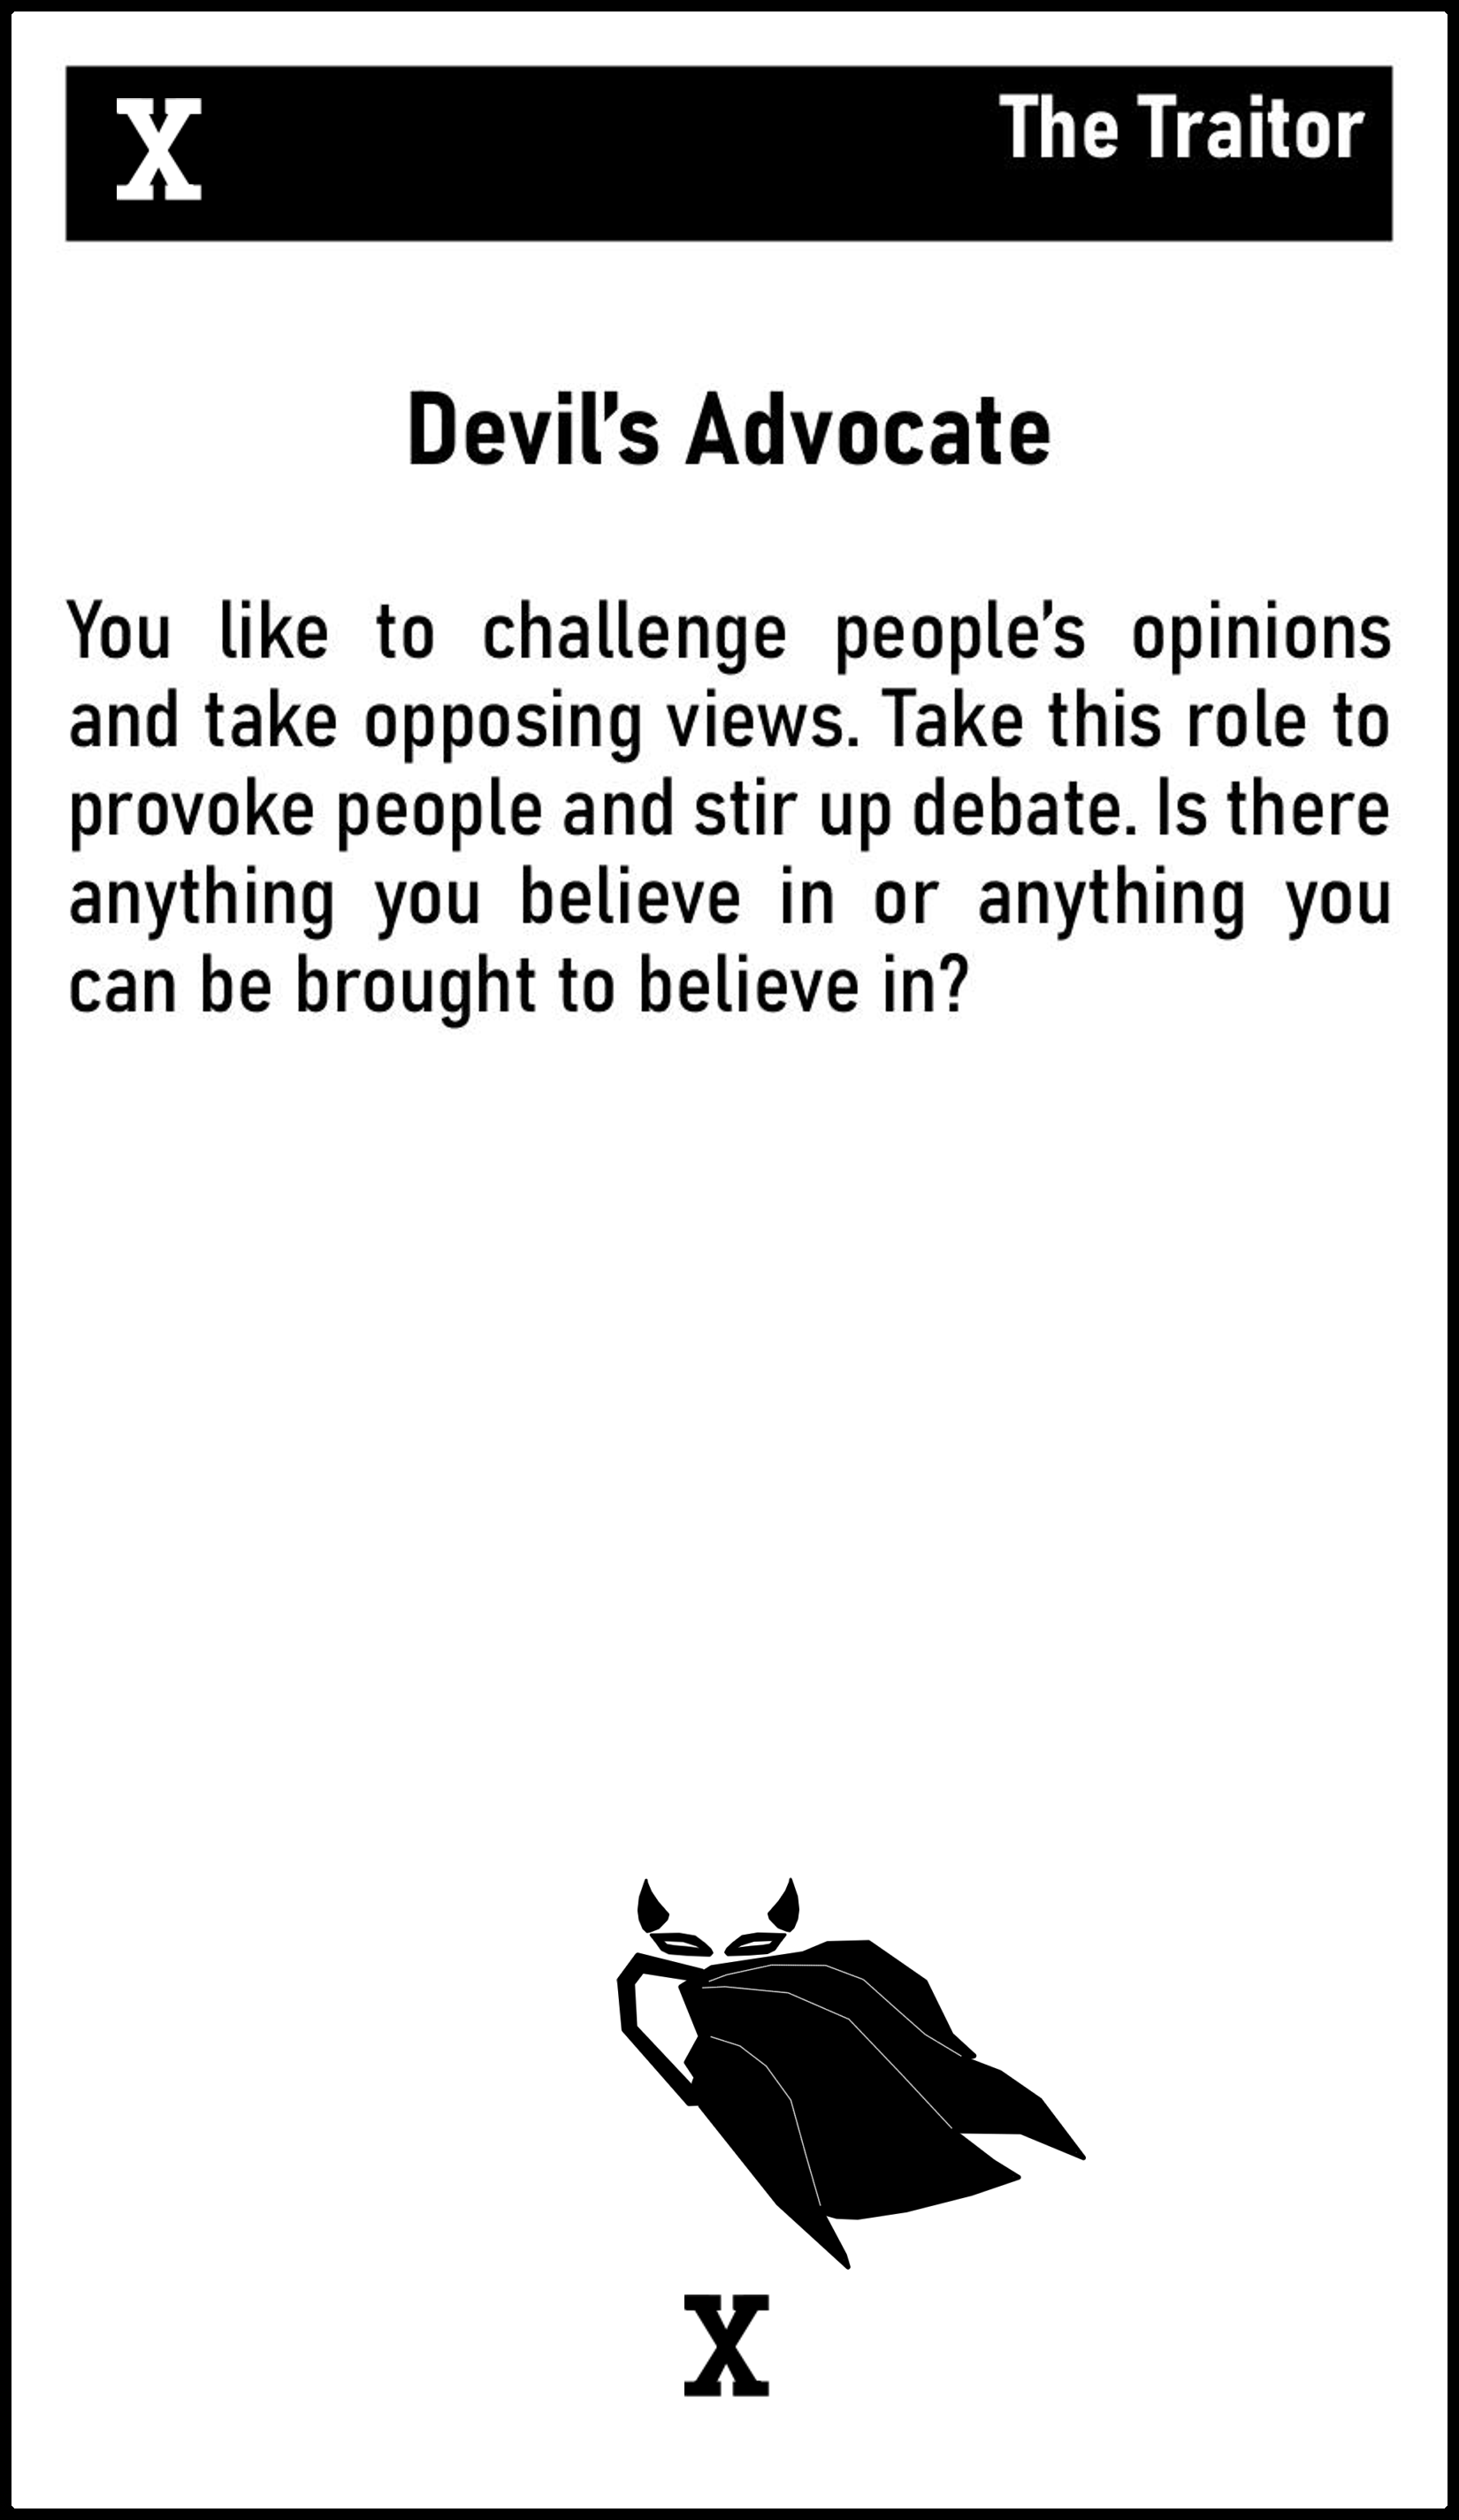 X
The Traitor
Devil’s Advocate
You like to challenge people’s opinions
and take opposing views. Take this role to
provoke people and stir up debate. Is there
anything you believe in or anything you
can be brought to believe in?
X